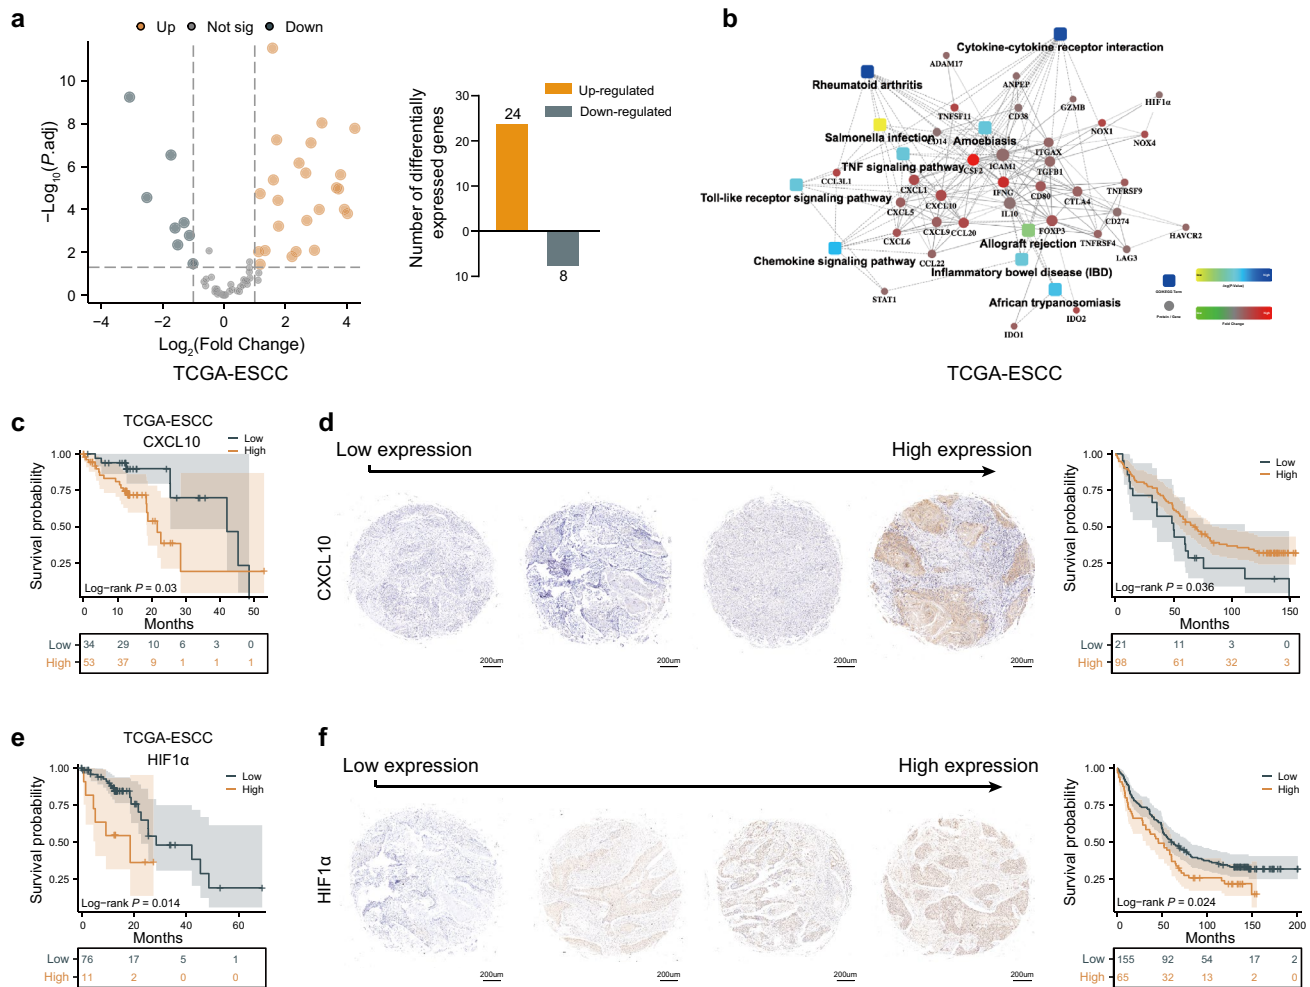 a
Up Not sig Down
−Log10(P.adj)
10
8
6
4
2
0
−4 −2 0 2 4
Log2(Fold Change)
TCGA-ESCC
Number of differentially
expressed genes
30
20
10
0
10
24
8
Up-regulated
Down-regulated
b
Cytokine-cytokine receptor interaction
ADAM17
Rheumatoid arthritis
ANPEP
HIF1α
GZMB
TNFSF11
CD38
NOX1
Salmonella infection
CD14
Amoebiasis
NOX4
ITGAX
TNF signaling pathway
CSF2
ICAM1
TGFB1
CCL3L1
Toll-like receptor signaling pathway
CXCL1
IFNG
CD80
CTLA4
TNFRSF9
CXCL10
CXCL5
IL10
CD274
CXCL9
CCL20
FOXP3
HAVCR2
CXCL6
TNFRSF4
Allograft rejection
LAG3
Chemokine signaling pathway
CCL22
Inflammatory bowel disease (IBD)
STAT1
African trypanosomiasis
IDO2
IDO1
GO/KEGG Term
-log(P-Value)
Protein / Gene
Fold Change
TCGA-ESCC
c
TCGA-ESCC
CXCL10
Low
High
Survival probability
1.00
0.75
0.50
0.25
Log−rank P = 0.03
0 10 20 30 40 50
Months
Low 34 29 10 6 3 0
High 53 37 9 1 1 1
d
Low expression High expression
CXCL10
200um 200um 200um 200um
Low
High
Survival probability
1.00
0.75
0.50
0.25
Log−rank P = 0.036
0 50 100 150
Months
Low 21 11 3 0
High 98 61 32 3
e
TCGA-ESCC
HIF1α
Low
High
Survival probability
1.00
0.75
0.50
0.25
Log−rank P = 0.014
0 20 40 60
Months
Low 76 17 5 1
High 11 2 0 0
f
Low expression High expression
HIF1α
200um 200um 200um 200um
Low
High
Survival probability
1.00
0.75
0.50
0.25
Log−rank P = 0.024
0 50 100 150 200
Months
Low 155 92 54 17 2
High 65 32 13 2 0